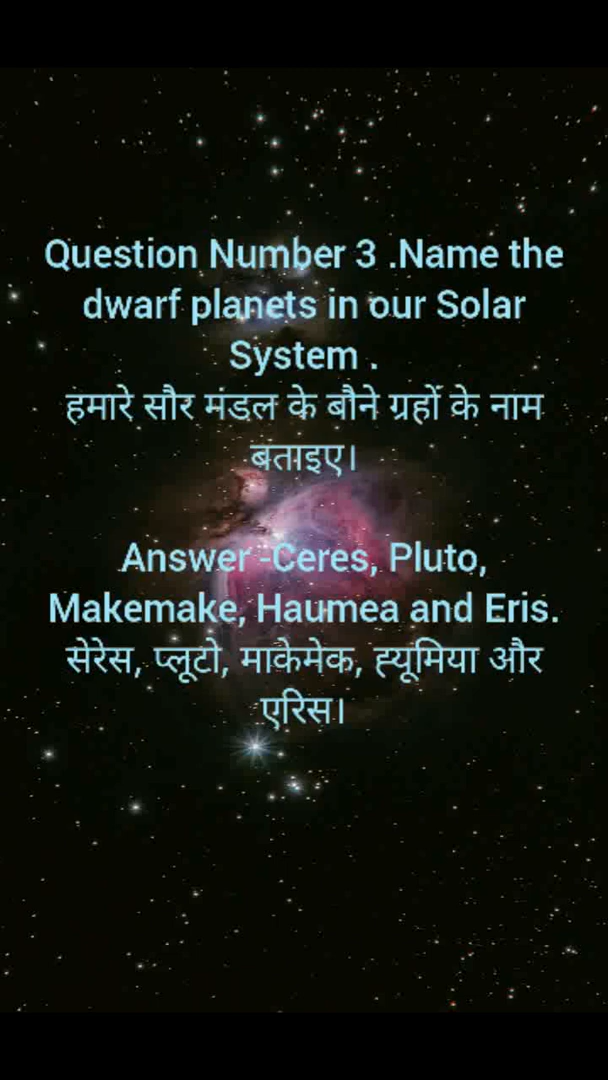 Question Number 3 .Name the
dwarf planets in our Solar
System .
हमारे सौर मंडल के बौने ग्रहों के नाम
बताइए।
Answer -Ceres, Pluto,
Makemake, Haumea and Eris.
सेरेस, प्लूटो, माकेमेक, ह्यूमिया और
एरिस।